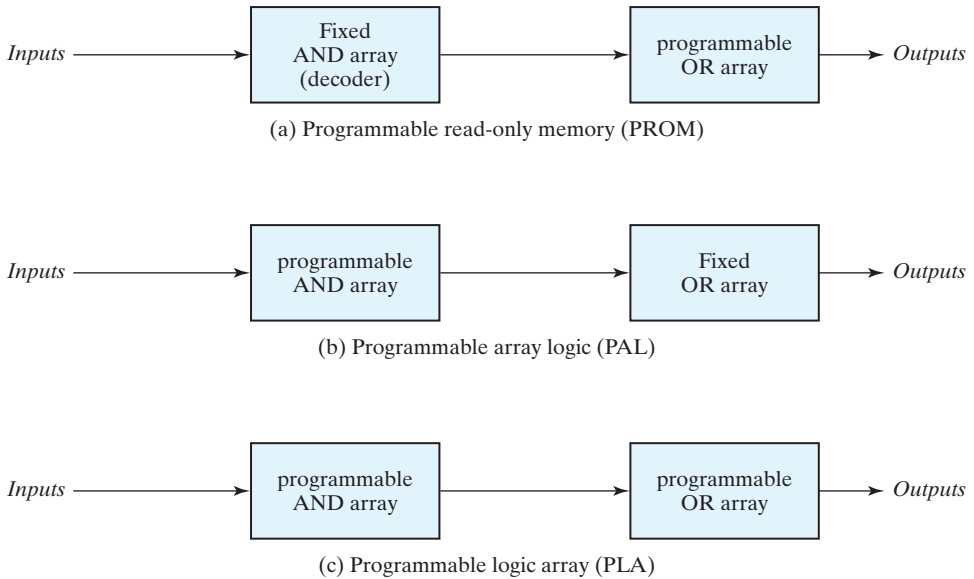 Inputs
Fixed
AND array
(decoder)
programmable
OR array
Outputs
(a) Programmable read-only memory (PROM)
Inputs
programmable
AND array
Fixed
OR array
Outputs
(b) Programmable array logic (PAL)
Inputs
programmable
AND array
programmable
OR array
Outputs
(c) Programmable logic array (PLA)